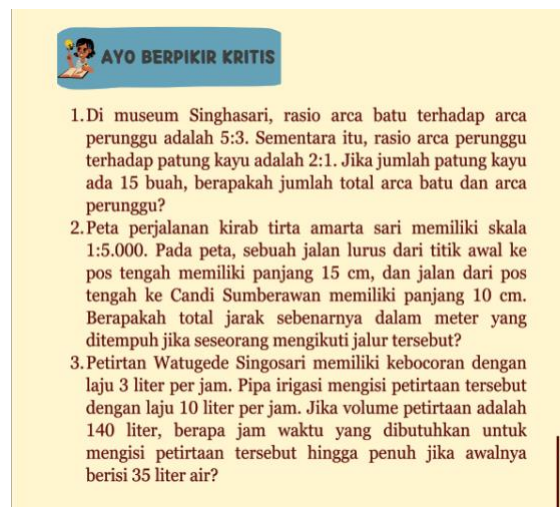 AYO BERPIKIR KRITIS
1. Di museum Singhasari, rasio arca batu terhadap arca
perunggu adalah 5:3. Sementara itu, rasio arca perunggu
terhadap patung kayu adalah 2:1. Jika jumlah patung kayu
ada 15 buah, berapakah jumlah total arca batu dan arca
perunggu?
2. Peta perjalanan kirab tirta amarta sari memiliki skala
1:5.000. Pada peta, sebuah jalan lurus dari titik awal ke
pos tengah memiliki panjang 15 cm, dan jalan dari pos
tengah ke Candi Sumberawan memiliki panjang 10 cm.
Berapakah total jarak sebenarnya dalam meter yang
ditempuh jika seseorang mengikuti jalur tersebut?
3. Petirtan Watugede Singosari memiliki kebocoran dengan
laju 3 liter per jam. Pipa irigasi mengisi petirtaan tersebut
dengan laju 10 liter per jam. Jika volume petirtaan adalah
140 liter, berapa jam waktu yang dibutuhkan untuk
mengisi petirtaan tersebut hingga penuh jika awalnya
berisi 35 liter air?